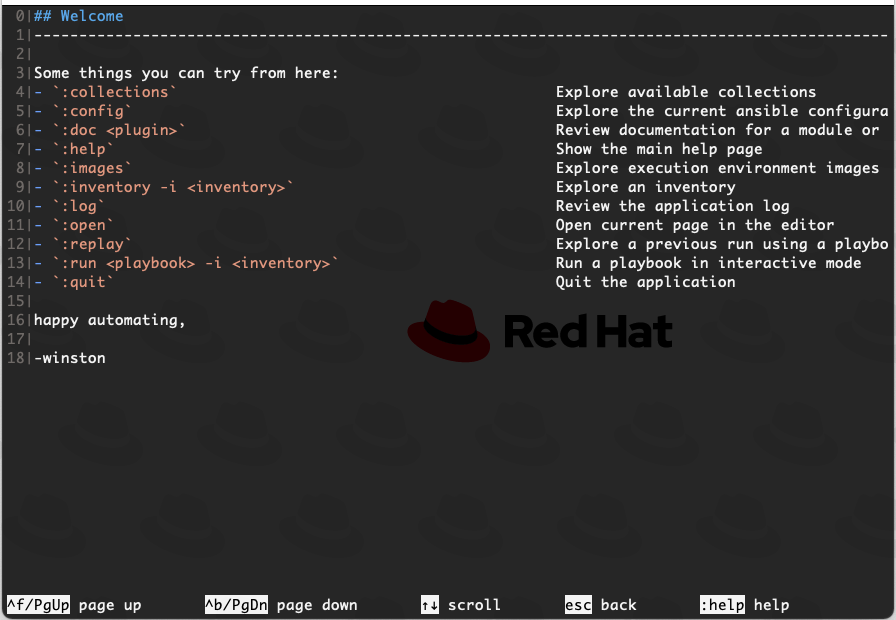 0|## Welcome
1|-----------------------------------------------------------------------------------------------
2|
3|Some things you can try from here:
4|- `:collections` Explore available collections
5|- `:config` Explore the current ansible configura
6|- `:doc <plugin>` Review documentation for a module or
7|- `:help` Show the main help page
8|- `:images` Explore execution environment images
9|- `:inventory -i <inventory>` Explore an inventory
10|- `:log` Review the application log
11|- `:open` Open current page in the editor
12|- `:replay` Explore a previous run using a playbo
13|- `:run <playbook> -i <inventory>` Run a playbook in interactive mode
14|- `:quit` Quit the application
15|
16|happy automating,
17|
Red Hat
18|-winston
^f/PgUp page up ^b/PgDn page down ↑↓ scroll esc back :help help